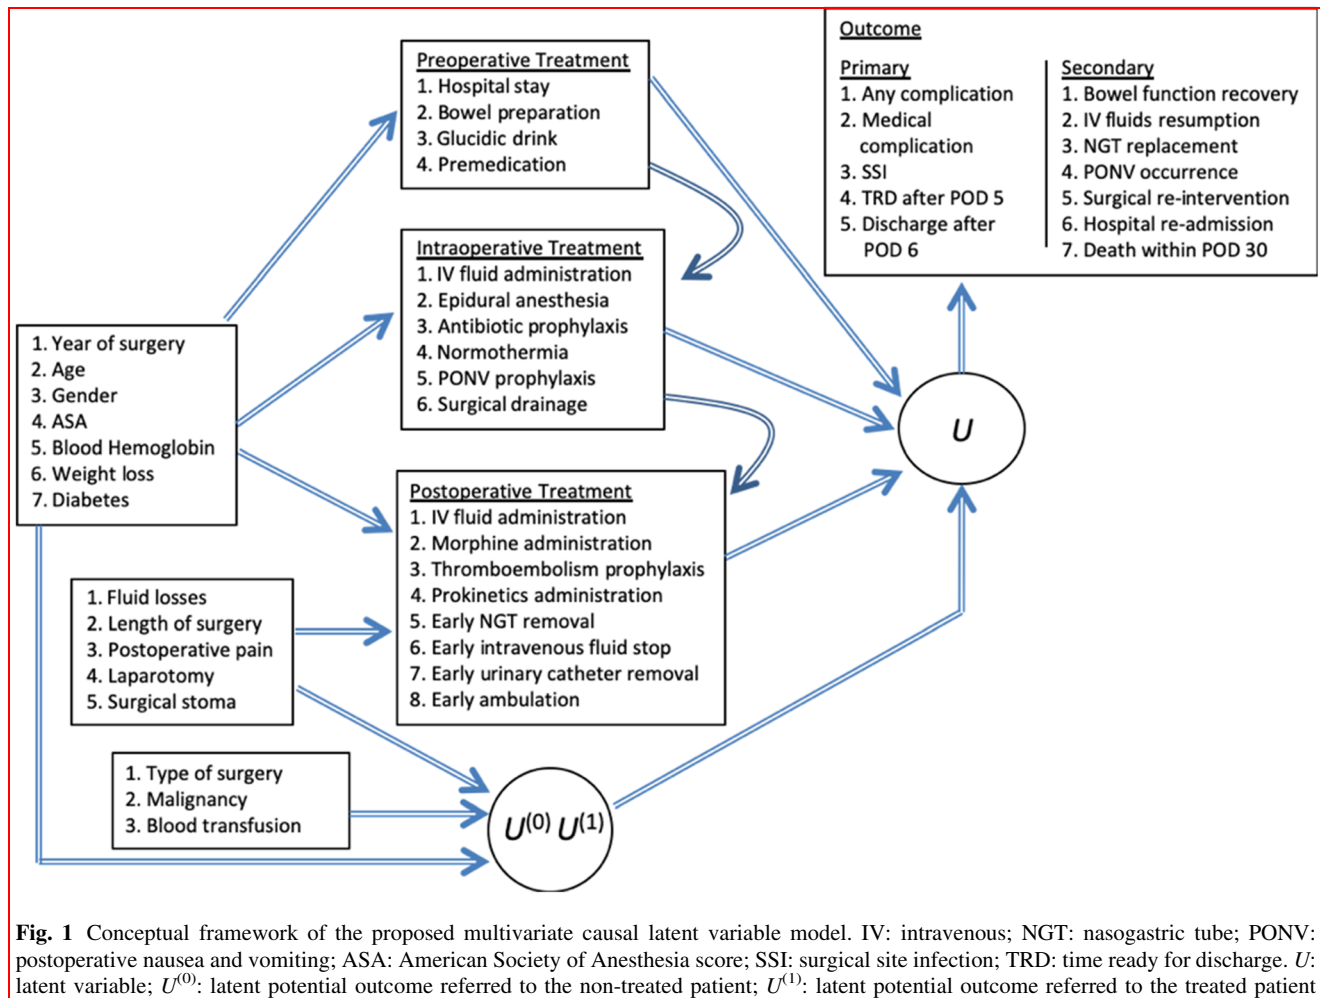 Preoperative Treatment
1. Hospital stay
2. Bowel preparation
3. Glucidic drink
4. Premedication
Outcome
Primary
1. Any complication
2. Medical
complication
3. SSI
4. TRD after POD 5
5. Discharge after
POD 6
Secondary
1. Bowel function recovery
2. IV fluids resumption
3. NGT replacement
4. PONV occurrence
5. Surgical re-intervention
6. Hospital re-admission
7. Death within POD 30
Intraoperative Treatment
1. IV fluid administration
2. Epidural anesthesia
3. Antibiotic prophylaxis
4. Normothermia
5. PONV prophylaxis
6. Surgical drainage
1. Year of surgery
2. Age
3. Gender
4. ASA
5. Blood Hemoglobin
6. Weight loss
7. Diabetes
U
Postoperative Treatment
1. IV fluid administration
2. Morphine administration
3. Thromboembolism prophylaxis
4. Prokinetics administration
5. Early NGT removal
6. Early intravenous fluid stop
7. Early urinary catheter removal
8. Early ambulation
1. Fluid losses
2. Length of surgery
3. Postoperative pain
4. Laparotomy
5. Surgical stoma
1. Type of surgery
2. Malignancy
3. Blood transfusion
U(0) U(1)
Fig. 1 Conceptual framework of the proposed multivariate causal latent variable model. IV: intravenous; NGT: nasogastric tube; PONV:
postoperative nausea and vomiting; ASA: American Society of Anesthesia score; SSI: surgical site infection; TRD: time ready for discharge. U:
latent variable; U(0): latent potential outcome referred to the non-treated patient; U(1): latent potential outcome referred to the treated patient